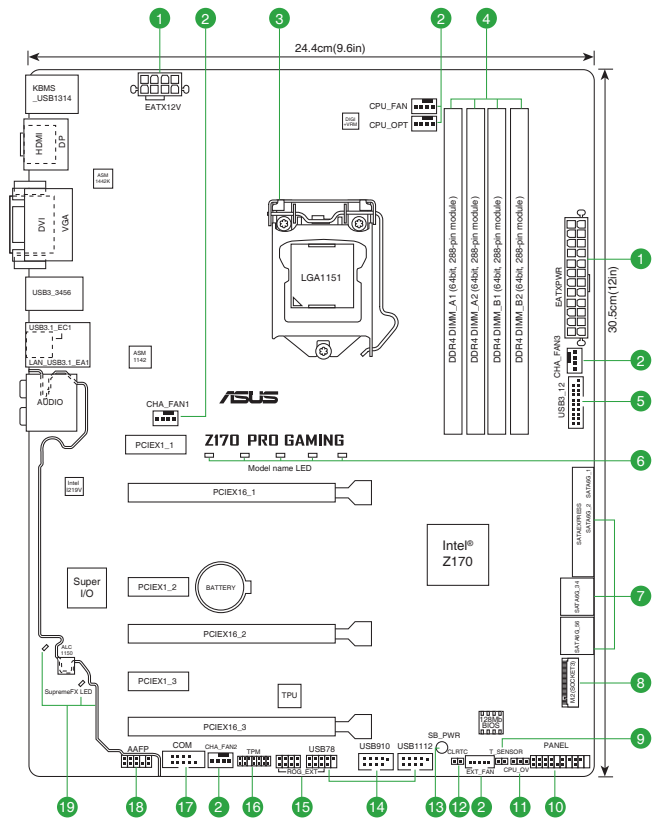 1
2
3
2
4
24.4cm(9.6in)
KBMS
_USB1314
EATX12V
CPU_FAN
CPU_OPT
DIGI
+VRM
HDMI
DP
ASM
1442K
DVI
VGA
LGA1151
DDR4 DIMM_A1 (64bit, 288-pin module)
DDR4 DIMM_A2 (64bit, 288-pin module)
DDR4 DIMM_B1 (64bit, 288-pin module)
DDR4 DIMM_B2 (64bit, 288-pin module)
EATXPWR
1
30.5cm(12in)
USB3_3456
USB3.1_EC1
LAN_USB3.1_EA1
ASM
1142
CHA_FAN3
2
AUDIO
USB3_12
5
CHA_FAN1
ASUS
Z170 PRO GAMING
PCIEX1_1
Model name LED
6
Intel
I219V
PCIEX16_1
SATAEXPRESS
SATA6G_1
SATA6G_2
Intel®
Z170
Super
I/O
PCIEX1_2
BATTERY
SATA6G_34
7
PCIEX16_2
SATA6G_56
ALC
1150
SupremeFX LED
PCIEX1_3
TPU
M.2(SOCKET3)
8
PCIEX16_3
128Mb
BIOS
SB_PWR
9
AAFP
COM
CHA_FAN2
TPM
ROG_EXT
USB78
USB910
USB1112
CLRTC
EXT_FAN
T_SENSOR
CPU_OV
PANEL
19
18
17
2
16
15
14
13
12
2
11
10